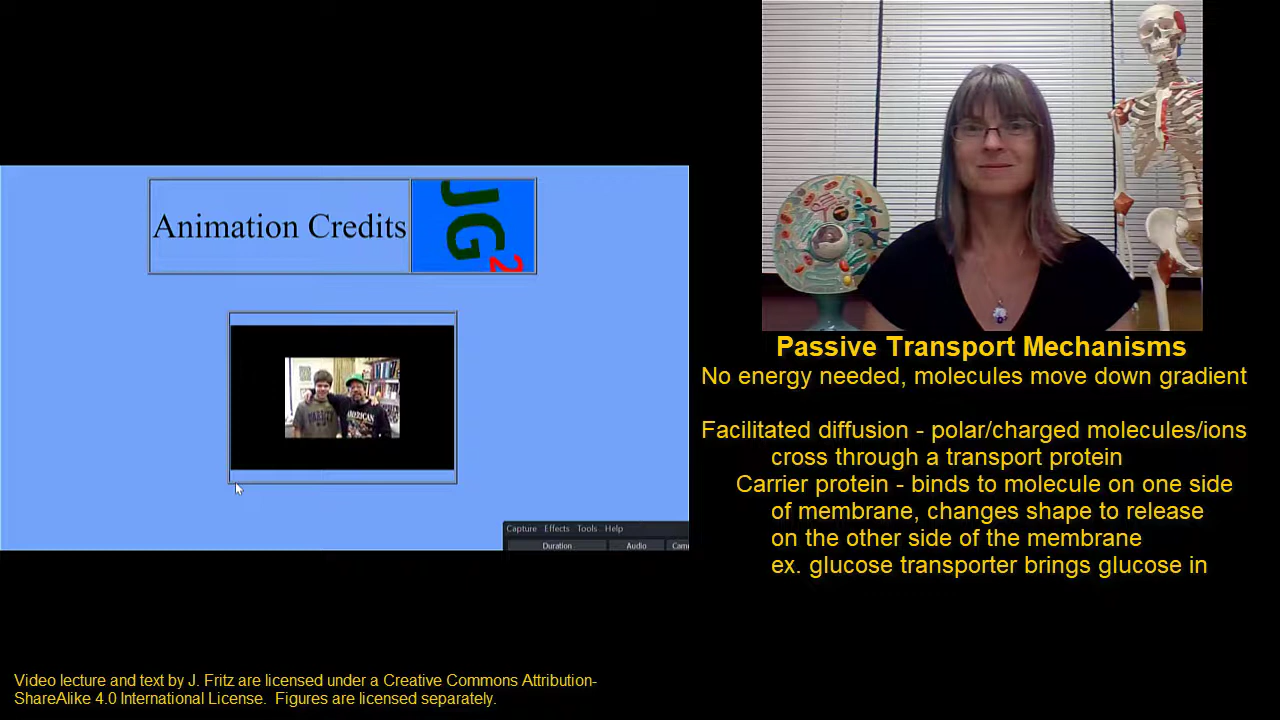 Animation Credits
JG2
AMERICAN
Capture Effects Tools Help
Duration Audio
Passive Transport Mechanisms
No energy needed, molecules move down gradient
Facilitated diffusion - polar/charged molecules/ions
cross through a transport protein
Carrier protein - binds to molecule on one side
of membrane, changes shape to release
on the other side of the membrane
ex. glucose transporter brings glucose in
Video lecture and text by J. Fritz are licensed under a Creative Commons Attribution-
ShareAlike 4.0 International License. Figures are licensed separately.